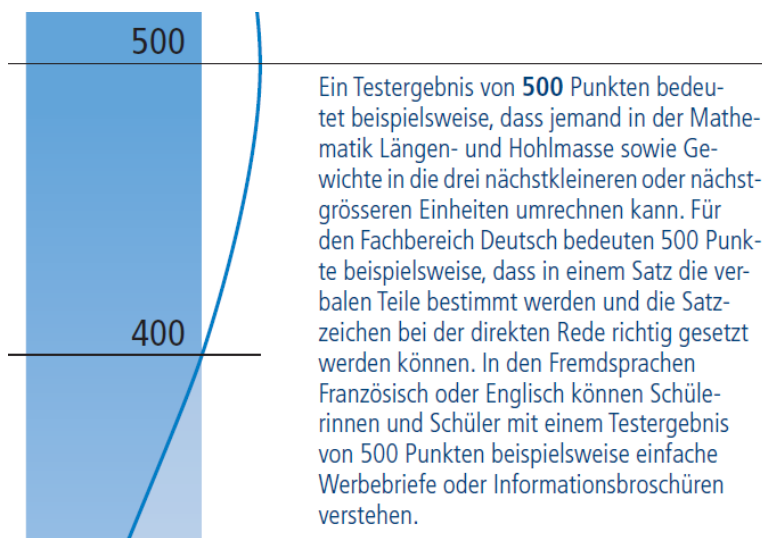 500
Ein Testergebnis von 500 Punkten bedeu-
tet beispielsweise, dass jemand in der Mathe-
matik Längen- und Hohlmasse sowie Ge-
wichte in die drei nächstkleineren oder nächst-
grösseren Einheiten umrechnen kann. Für
den Fachbereich Deutsch bedeuten 500 Punk-
te beispielsweise, dass in einem Satz die ver-
balen Teile bestimmt werden und die Satz-
zeichen bei der direkten Rede richtig gesetzt
werden können. In den Fremdsprachen
Französisch oder Englisch können Schüle-
rinnen und Schüler mit einem Testergebnis
von 500 Punkten beispielsweise einfache
Werbebriefe oder Informationsbroschüren
verstehen.
400